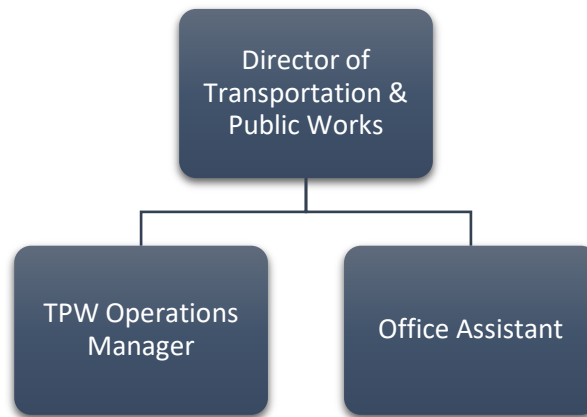 Director of
Transportation &
Public Works
TPW Operations
Manager
Office Assistant